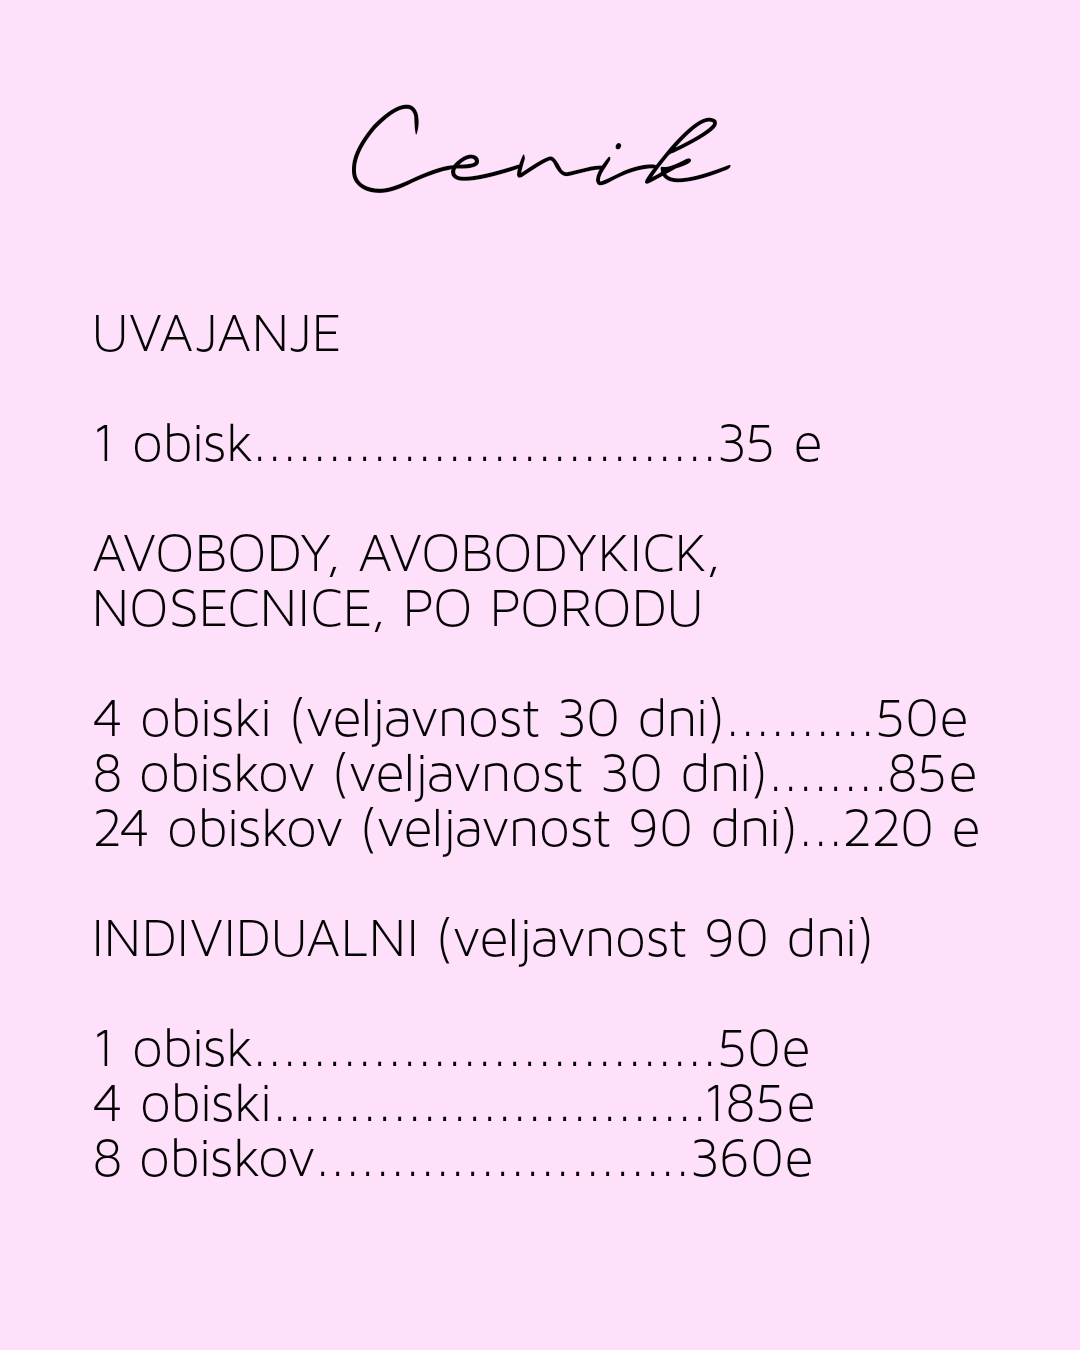 Cenik
UVAJANJE
1 obisk...............................35 e
AVOBODY, AVOBODYKICK,
NOSECNICE, PO PORODU
4 obiski (veljavnost 30 dni)..........50e
8 obiskov (veljavnost 30 dni)........85e
24 obiskov (veljavnost 90 dni)...220 e
INDIVIDUALNI (veljavnost 90 dni)
1 obisk...............................50e
4 obiski.............................185e
8 obiskov.........................360e